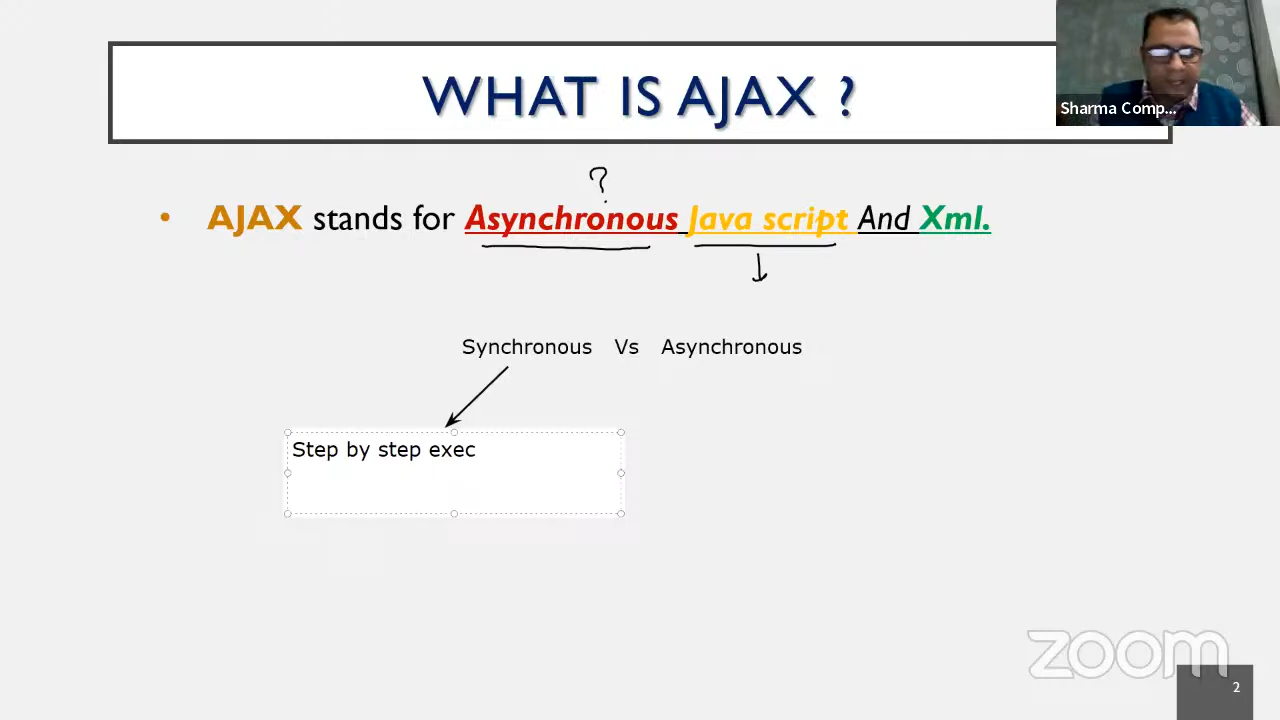 WHAT IS AJAX ?
Sharma Comp...
?
• AJAX stands for Asynchronous Java script And Xml.
Synchronous Vs Asynchronous
Step by step exec
zoom
2